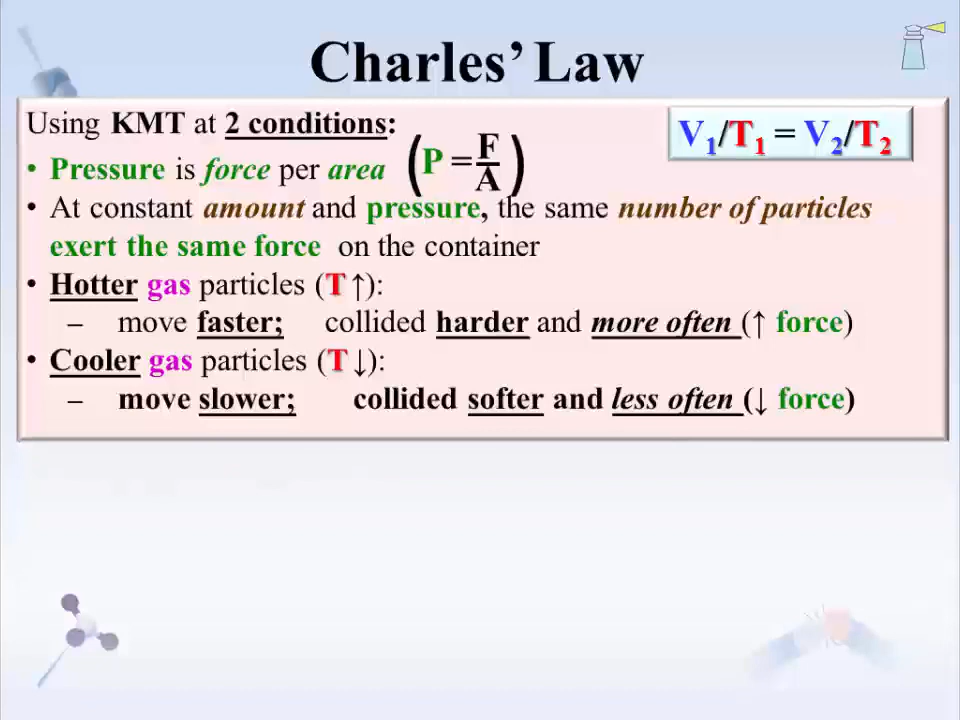 Charles’ Law
Using KMT at 2 conditions:
V₁/T₁ = V₂/T₂
• Pressure is force per area (P = F/A)
• At constant amount and pressure, the same number of particles
exert the same force on the container
• Hotter gas particles (T ↑):
– move faster; collided harder and more often (↑ force)
• Cooler gas particles (T ↓):
– move slower; collided softer and less often (↓ force)